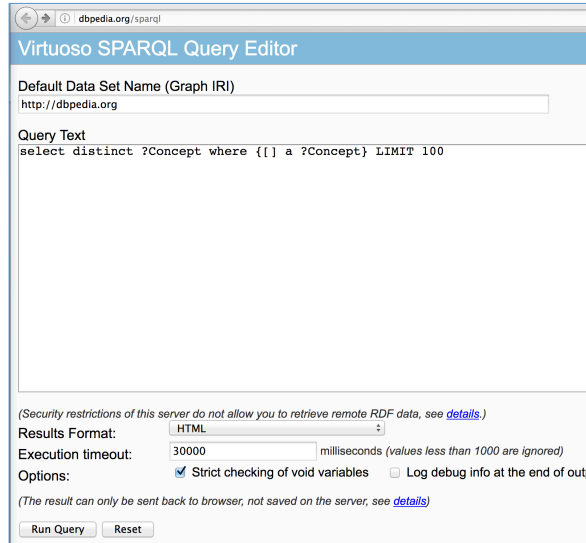 dbpedia.org/sparql
Virtuoso SPARQL Query Editor
Default Data Set Name (Graph IRI)
http://dbpedia.org
Query Text
select distinct ?Concept where {[] a ?Concept} LIMIT 100
(Security restrictions of this server do not allow you to retrieve remote RDF data, see details.)
Results Format: HTML
Execution timeout: 30000 milliseconds (values less than 1000 are ignored)
Options: Strict checking of void variables Log debug info at the end of out
(The result can only be sent back to browser, not saved on the server, see details)
Run Query Reset